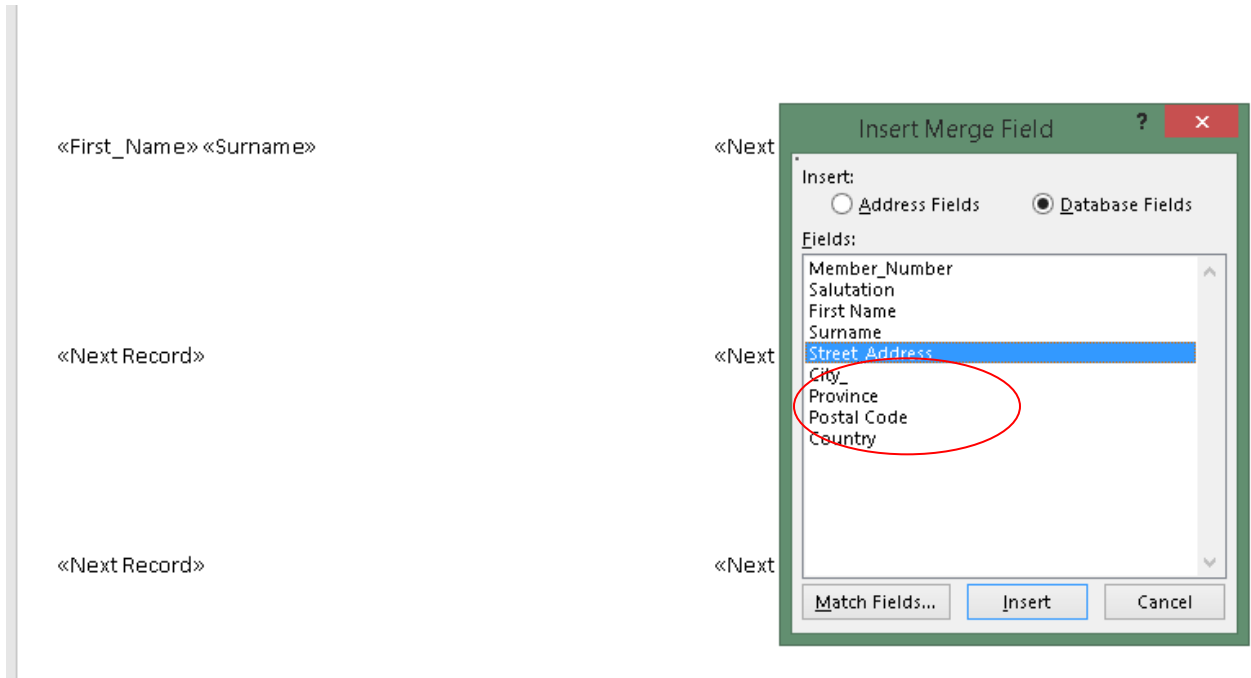 «First_Name» «Surname»
«Next
«Next Record»
«Next
«Next Record»
«Next
Insert Merge Field
?
×
Insert:
Address Fields
Database Fields
Fields:
Member_Number
Salutation
First Name
Surname
Street_Address
City_
Province
Postal Code
Country
Match Fields...
Insert
Cancel